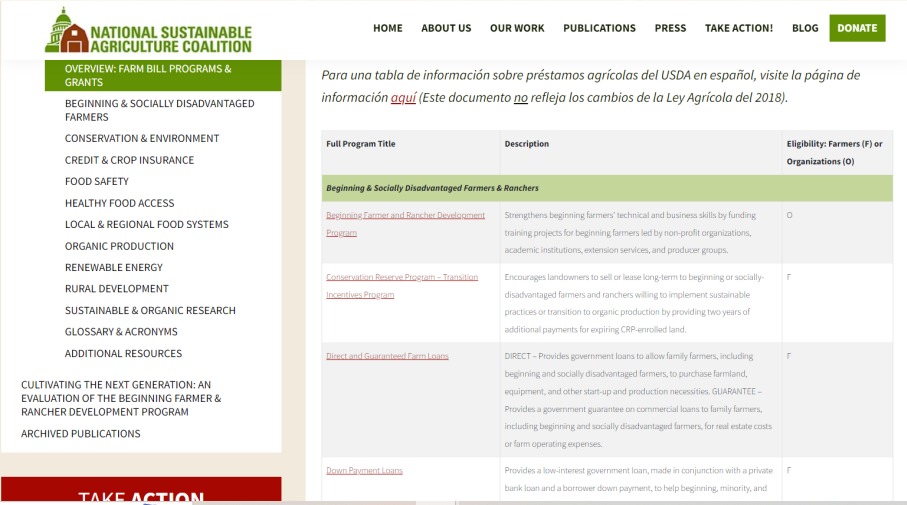 NATIONAL SUSTAINABLE
AGRICULTURE COALITION
HOME ABOUT US OUR WORK PUBLICATIONS PRESS TAKE ACTION! BLOG DONATE
OVERVIEW: FARM BILL PROGRAMS &
GRANTS
BEGINNING & SOCIALLY DISADVANTAGED
FARMERS
CONSERVATION & ENVIRONMENT
CREDIT & CROP INSURANCE
FOOD SAFETY
HEALTHY FOOD ACCESS
LOCAL & REGIONAL FOOD SYSTEMS
ORGANIC PRODUCTION
RENEWABLE ENERGY
RURAL DEVELOPMENT
SUSTAINABLE & ORGANIC RESEARCH
GLOSSARY & ACRONYMS
ADDITIONAL RESOURCES
CULTIVATING THE NEXT GENERATION: AN
EVALUATION OF THE BEGINNING FARMER &
RANCHER DEVELOPMENT PROGRAM
ARCHIVED PUBLICATIONS
TAKE ACTION
Para una tabla de información sobre préstamos agrícolas del USDA en español, visite la página de
información aquí (Este documento no refleja los cambios de la Ley Agrícola del 2018).
Full Program Title
Description
Eligibility: Farmers (F) or
Organizations (O)
Beginning & Socially Disadvantaged Farmers & Ranchers
Beginning Farmer and Rancher Development
Program
Strengthens beginning farmers' technical and business skills by funding
training projects for beginning farmers led by non-profit organizations,
academic institutions, extension services, and producer groups.
O
Conservation Reserve Program – Transition
Incentives Program
Encourages landowners to sell or lease long-term to beginning or socially-
disadvantaged farmers and ranchers willing to implement sustainable
practices or transition to organic production by providing two years of
additional payments for expiring CRP-enrolled land.
F
Direct and Guaranteed Farm Loans
DIRECT – Provides government loans to allow family farmers, including
beginning and socially disadvantaged farmers, to purchase farmland,
equipment, and other start-up and production necessities. GUARANTEE –
Provides a government guarantee on commercial loans to family farmers,
including beginning and socially disadvantaged farmers, for real estate costs
or farm operating expenses.
F
Down Payment Loans
Provides a low-interest government loan, made in conjunction with a private
bank loan and a borrower down payment, to help beginning, minority, and
F